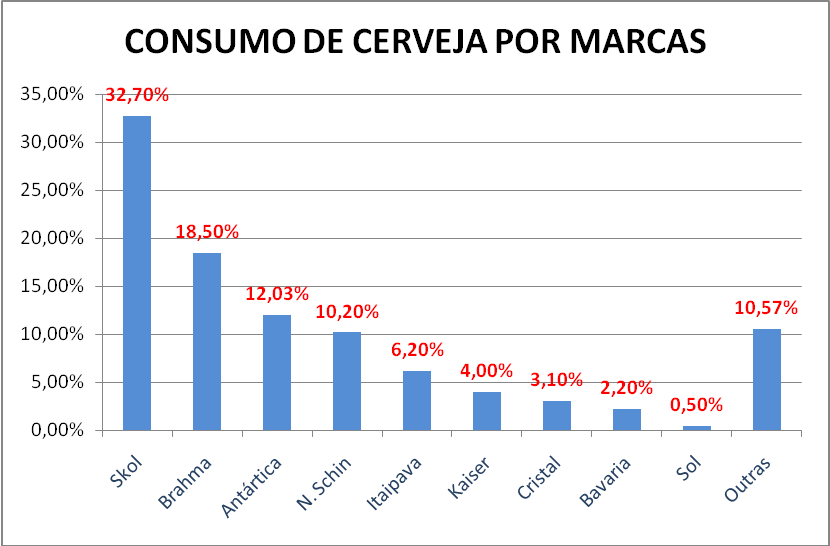 CONSUMO DE CERVEJA POR MARCAS
35,00%
30,00%
25,00%
20,00%
15,00%
10,00%
5,00%
0,00%
32,70%
18,50%
12,03%
10,20%
6,20%
4,00%
3,10%
2,20%
0,50%
10,57%
Skol
Brahma
Antártica
N. Schin
Itaipava
Kaiser
Cristal
Bavaria
Sol
Outras